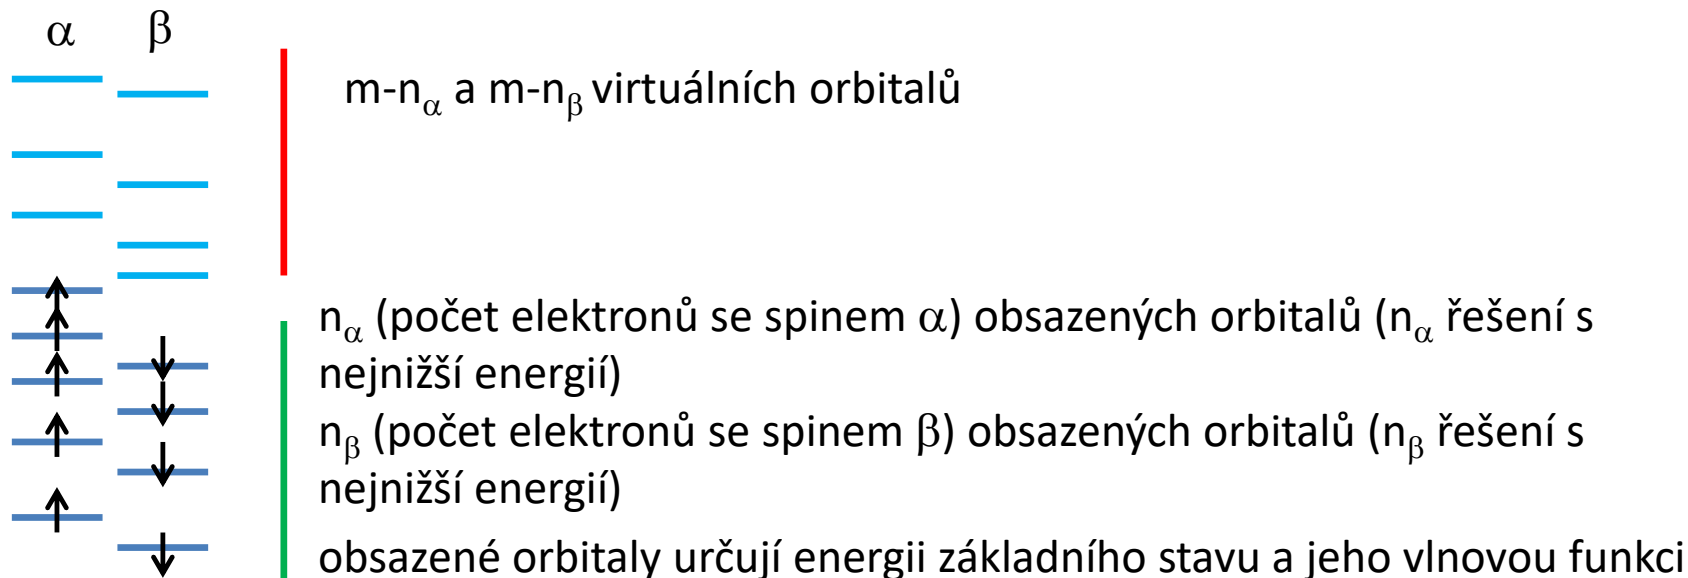 α β
m-nα a m-nβ virtuálních orbitalů
nα (počet elektronů se spinem α) obsazených orbitalů (nα řešení s
nejnižší energií)
nβ (počet elektronů se spinem β) obsazených orbitalů (nβ řešení s
nejnižší energií)
obsazené orbitaly určují energii základního stavu a jeho vlnovou funkci